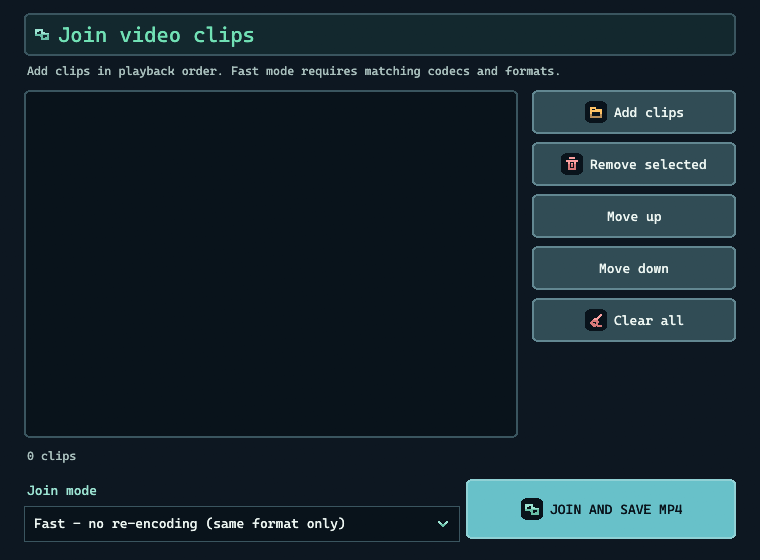 Join video clips
Add clips in playback order. Fast mode requires matching codecs and formats.
Add clips
Remove selected
Move up
Move down
Clear all
0 clips
Join mode
Fast - no re-encoding (same format only)
JOIN AND SAVE MP4